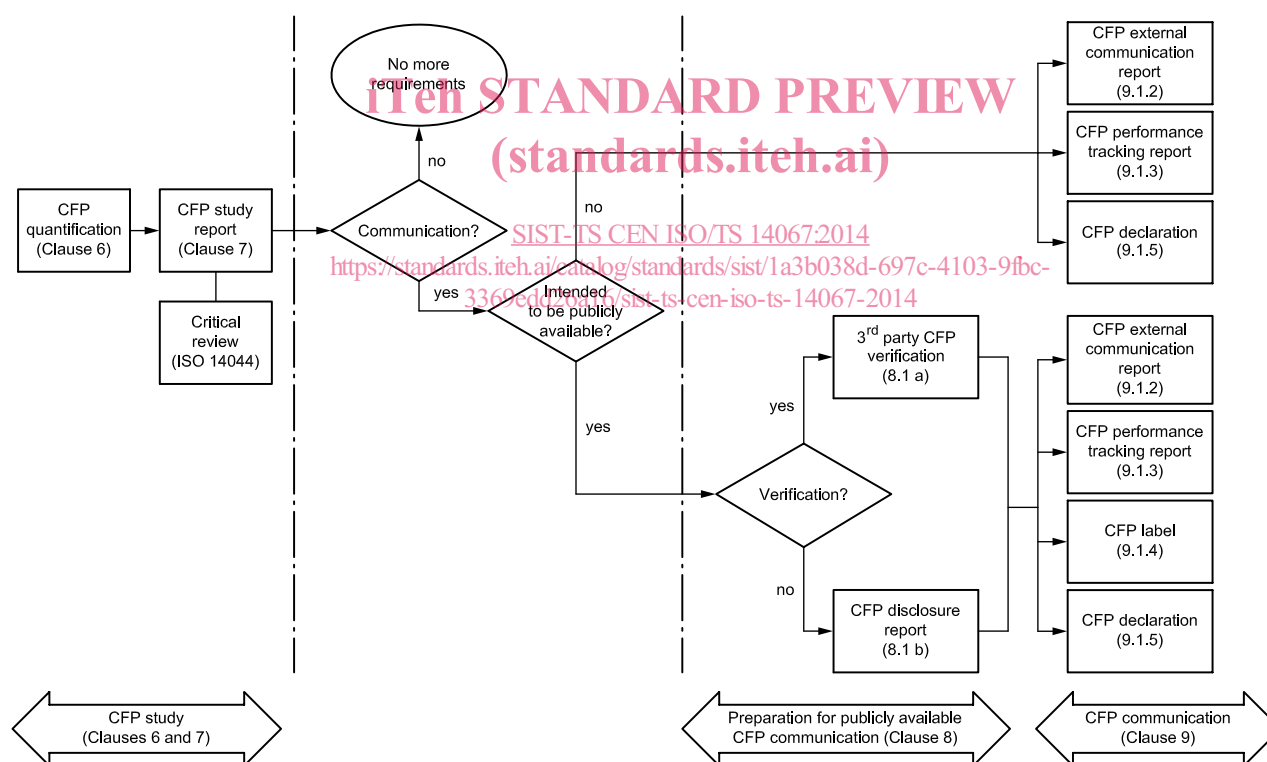 CFP external
communication
report
(9.1.2)
No more
requirements
iTeh STANDARD PREVIEW
(standards.iteh.ai)
CFP performance
tracking report
(9.1.3)
no
no
CFP
quantification
(Clause 6)
CFP study
report
(Clause 7)
Communication?
SIST-TS CEN ISO/TS 14067:2014
https://standards.iteh.ai/catalog/standards/sist/1a3b038d-697c-4103-9fbc-
3369edd26a16/sist-ts-cen-iso-ts-14067-2014
CFP declaration
(9.1.5)
yes
Intended
to be publicly
available?
Critical
review
(ISO 14044)
3rd party CFP
verification
(8.1 a)
CFP external
communication
report
(9.1.2)
yes
yes
CFP performance
tracking report
(9.1.3)
Verification?
CFP label
(9.1.4)
no
CFP disclosure
report
(8.1 b)
CFP declaration
(9.1.5)
CFP study
(Clauses 6 and 7)
Preparation for publicly available
CFP communication (Clause 8)
CFP communication
(Clause 9)